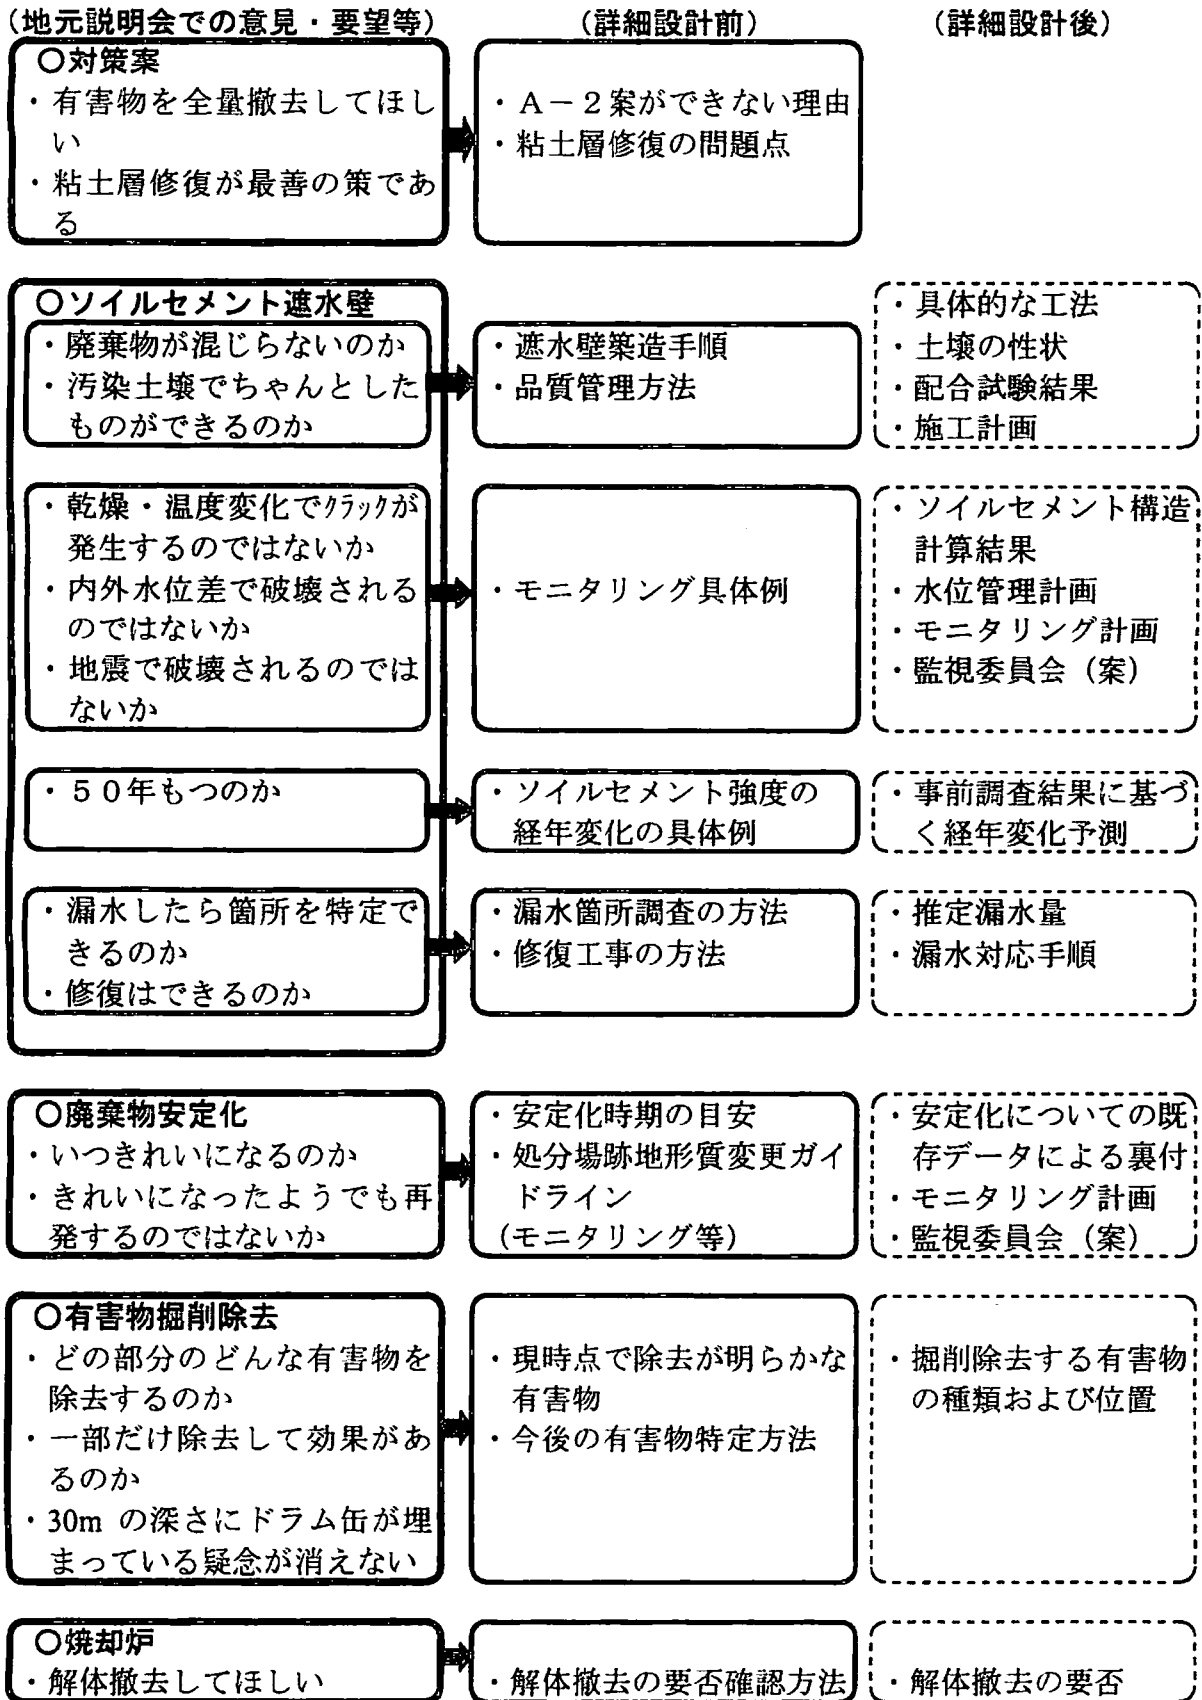 （地元説明会での意見・要望等）
（詳細設計前）
（詳細設計後）
○対策案
・有害物を全量撤去してほし
い
・粘土層修復が最善の策であ
る
・Ａ－２案ができない理由
・粘土層修復の問題点
○ソイルセメント遮水壁
・廃棄物が混じらないのか
・汚染土壌でちゃんとした
ものができるのか
・遮水壁築造手順
・品質管理方法
・具体的な工法
・土壌の性状
・配合試験結果
・施工計画
・乾燥・温度変化でｸﾗｯｸが
発生するのではないか
・内外水位差で破壊される
のではないか
・地震で破壊されるのでは
ないか
・モニタリング具体例
・ソイルセメント構造
計算結果
・水位管理計画
・モニタリング計画
・監視委員会（案）
・５０年もつのか
・ソイルセメント強度の
経年変化の具体例
・事前調査結果に基づ
く経年変化予測
・漏水したら箇所を特定で
きるのか
・修復はできるのか
・漏水箇所調査の方法
・修復工事の方法
・推定漏水量
・漏水対応手順
○廃棄物安定化
・いつきれいになるのか
・きれいになったようでも再
発するのではないか
・安定化時期の目安
・処分場跡地形質変更ガイ
ドライン
（モニタリング等）
・安定化についての既
存データによる裏付
・モニタリング計画
・監視委員会（案）
○有害物掘削除去
・どの部分のどんな有害物を
除去するのか
・一部だけ除去して効果があ
るのか
・30m の深さにドラム缶が埋
まっている疑念が消えない
・現時点で除去が明らかな
有害物
・今後の有害物特定方法
・掘削除去する有害物
の種類および位置
○焼却炉
・解体撤去してほしい
・解体撤去の要否確認方法
・解体撤去の要否